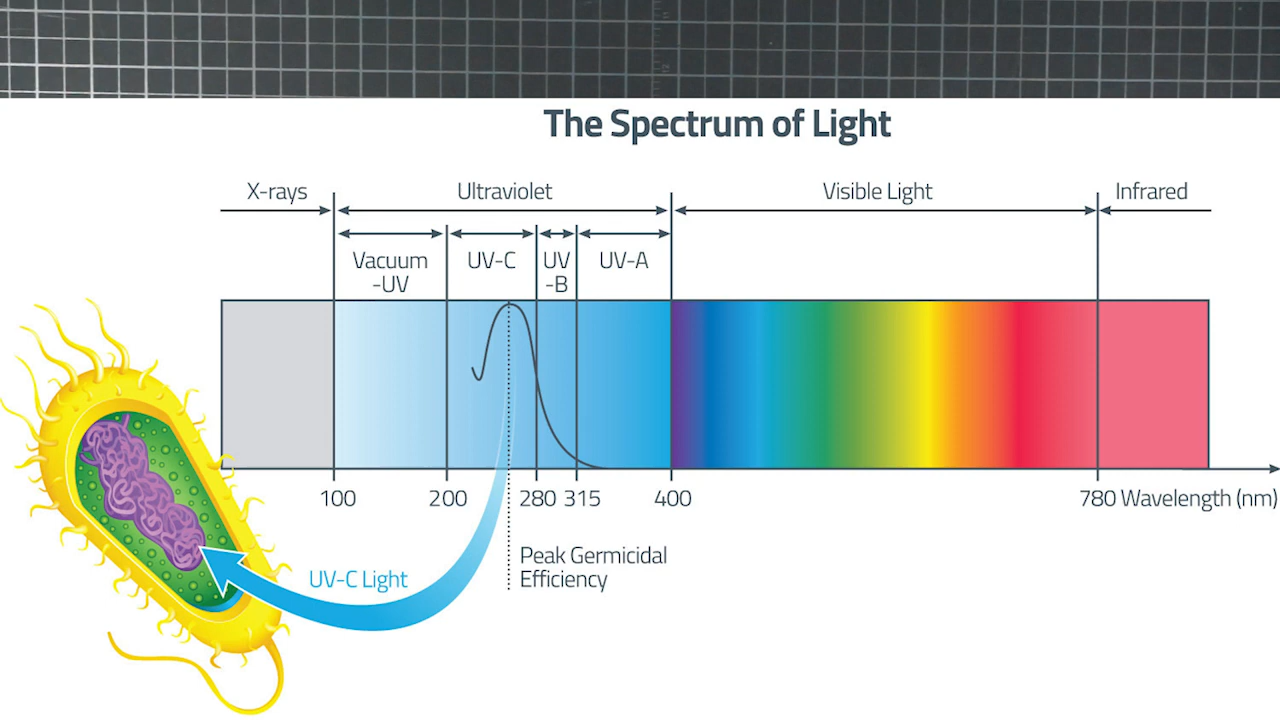 The Spectrum of Light
X-rays
Ultraviolet
Visible Light
Infrared
Vacuum
-UV
UV-C
UV
-B
UV-A
100
200
280
315
400
780
Wavelength (nm)
Peak Germicidal
Efficiency
UV-C Light